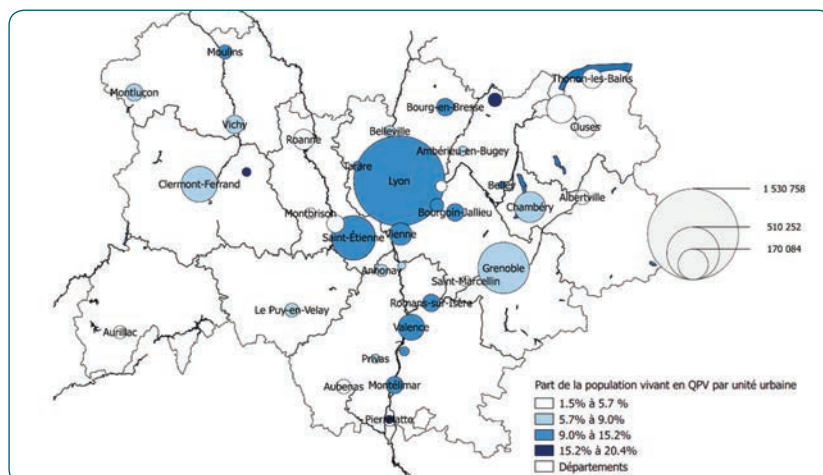 Moulins
Thonon-les-Bains
Montluçon
Bourg-en-Bresse
Vichy
Cluses
Belleville
Roanne
Ambérieu-en-Bugey
Tarare
Lyon
Clermont-Ferrand
Belley
Albertville
Chambéry
Montbrison
Bourgoin-Jallieu
Saint-Étienne
Vienne
Annonay
Grenoble
Saint-Marcellin
Le Puy-en-Velay
Romans-sur-Isère
Aurillac
Valence
Privas
Aubenas
Montélimar
Pierrelatte
1 530 758
510 252
170 084
Part de la population vivant en QPV par unité urbaine
1.5% à 5.7 %
5.7% à 9.0%
9.0% à 15.2%
15.2% à 20.4%
Départements